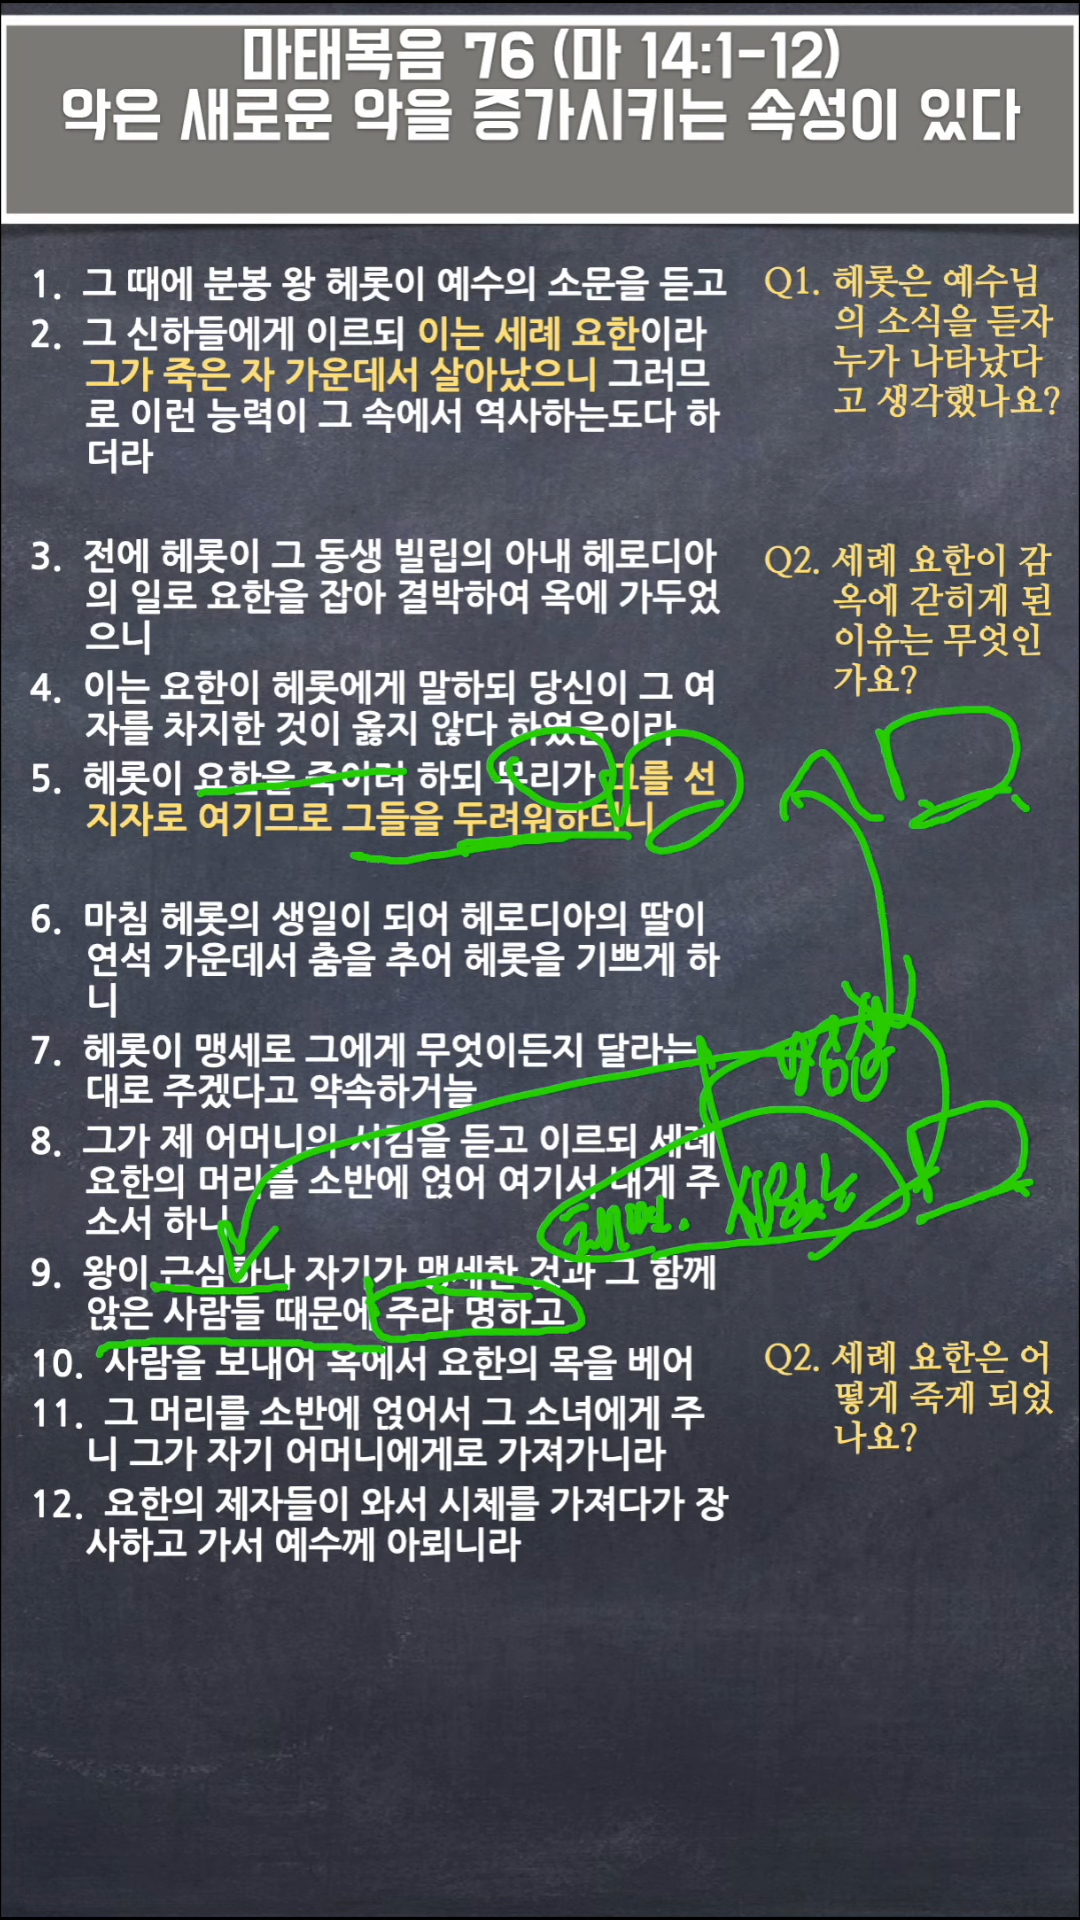 마태복음 76 (마 14:1-12)
악은 새로운 악을 증가시키는 속성이 있다
1. 그 때에 분봉 왕 헤롯이 예수의 소문을 듣고
2. 그 신하들에게 이르되 이는 세례 요한이라
그가 죽은 자 가운데서 살아났으니 그러므
로 이런 능력이 그 속에서 역사하는도다 하
더라
Q1. 헤롯은 예수님
의 소식을 듣자
누가 나타났다
고 생각했나요?
3. 전에 헤롯이 그 동생 빌립의 아내 헤로디아
의 일로 요한을 잡아 결박하여 옥에 가두었
으니
4. 이는 요한이 헤롯에게 말하되 당신이 그 여
자를 차지한 것이 옳지 않다 하였음이라
5. 헤롯이 요한을 죽이려 하되 무리가 그를 선
지자로 여기므로 그들을 두려워하더니
Q2. 세례 요한이 감
옥에 갇히게 된
이유는 무엇인
가요?
6. 마침 헤롯의 생일이 되어 헤로디아의 딸이
연석 가운데서 춤을 추어 헤롯을 기쁘게 하
니
7. 헤롯이 맹세로 그에게 무엇이든지 달라는
대로 주겠다고 약속하거늘
8. 그가 제 어머니의 시킴을 듣고 이르되 세례
요한의 머리를 소반에 얹어 여기서 내게 주
소서 하니
9. 왕이 근심하나 자기가 맹세한 것과 그 함께
앉은 사람들 때문에 주라 명하고
10. 사람을 보내어 옥에서 요한의 목을 베어
11. 그 머리를 소반에 얹어서 그 소녀에게 주
니 그가 자기 어머니에게로 가져가니라
12. 요한의 제자들이 와서 시체를 가져다가 장
사하고 가서 예수께 아뢰니라
Q2. 세례 요한은 어
떻게 죽게 되었
나요?
체면.